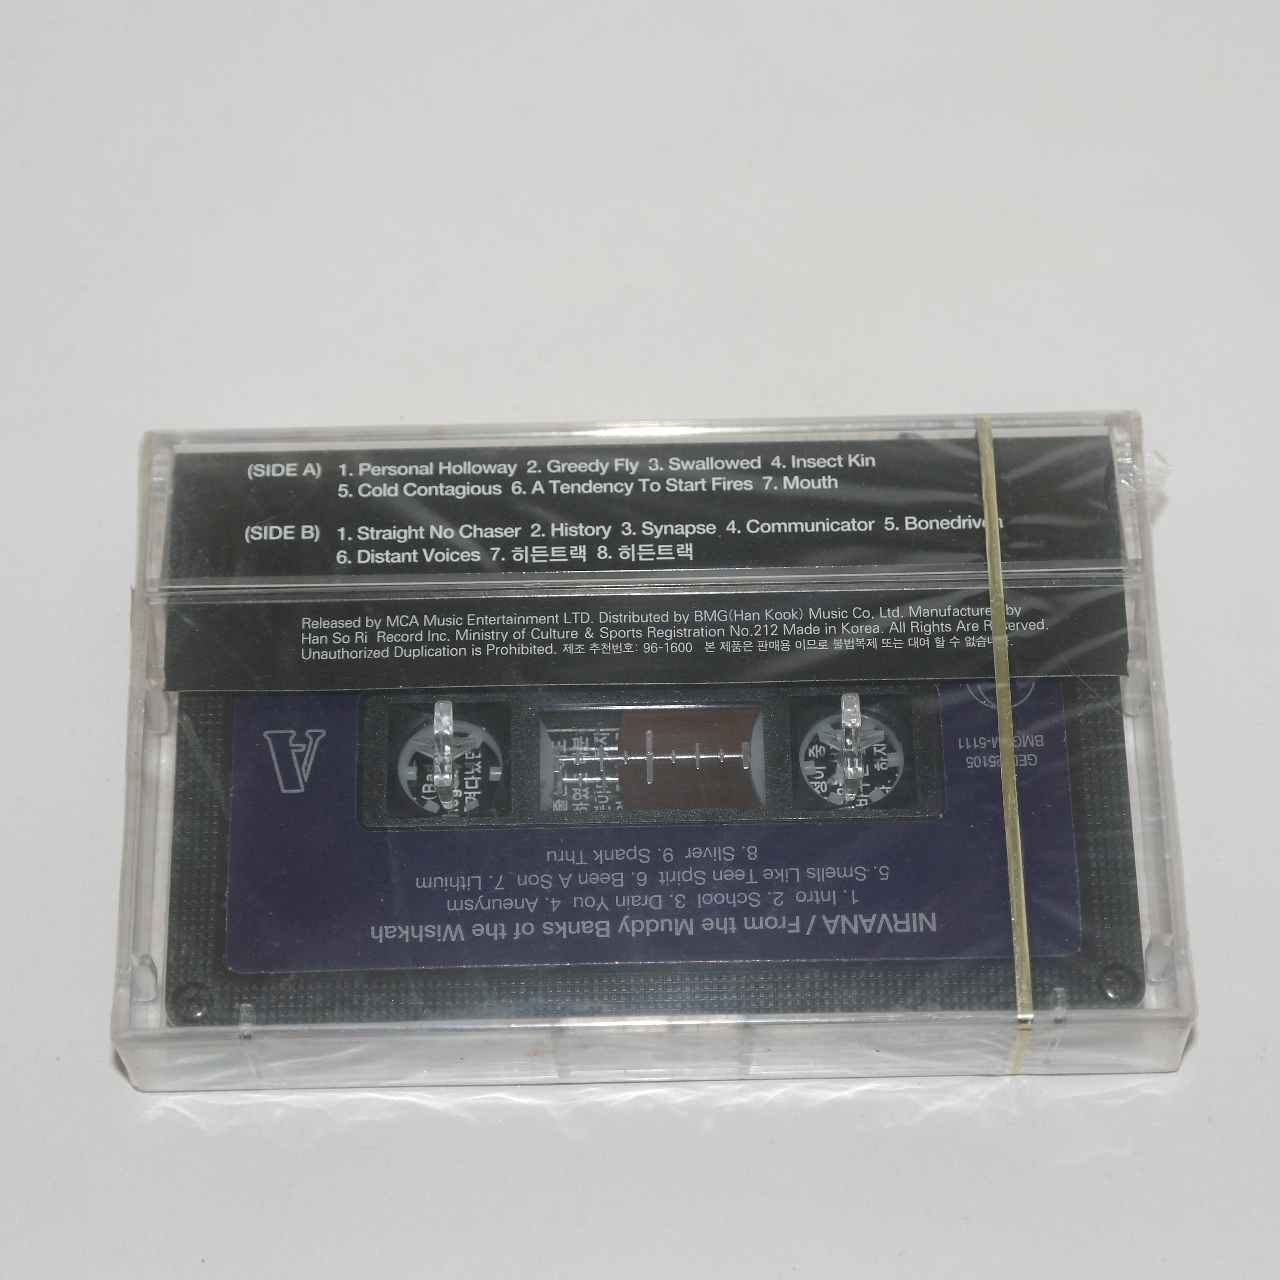 (SIDE A) 1. Personal Holloway 2. Greedy Fly 3. Swallowed 4. Insect Kin
5. Cold Contagious 6. A Tendency To Start Fires 7. Mouth
(SIDE B) 1. Straight No Chaser 2. History 3. Synapse 4. Communicator 5. Bonedriven
6. Distant Voices 7. 히든트랙 8. 히든트랙
Released by MCA Music Entertainment LTD. Distributed by BMG(Han Kook) Music Co, Ltd. Manufactured by
Han So Ri Record Inc. Ministry of Culture & Sports Registration No.212 Made in Korea. All Rights Are Reserved.
Unauthorized Duplication is Prohibited. 제조 추천번호: 96-1600 본 제품은 판매용 이므로 불법복제 또는 대여 할 수 없습니다.
NIRVANA / From the Muddy Banks of the Wishkah
1. Intro 2. School 3. Drain You 4. Aneurysm
5. Smells Like Teen Spirit 6. Been A Son 7. Lithium
8. Sliver 9. Spank Thru
A